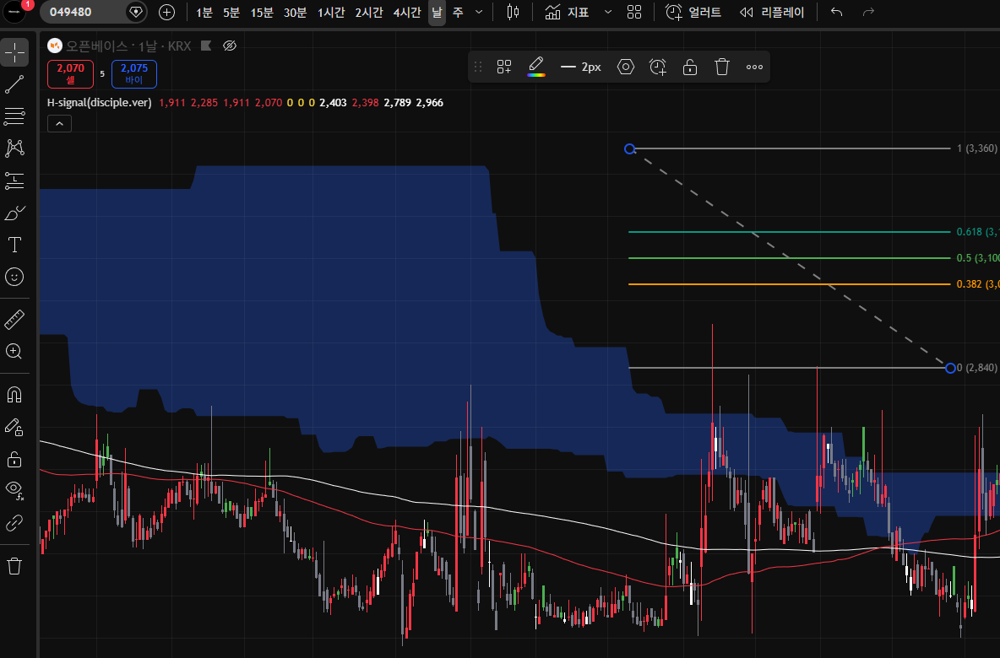 1
049480 1분 5분 15분 30분 1시간 2시간 4시간 날 주 지표 얼러트 리플레이
오픈베이스 · 1날 · KRX
2,070 셀 5 2,075 바이
2px
H-signal(disciple.ver) 1,911 2,285 1,911 2,070 0 0 0 2,403 2,398 2,789 2,966
1 (3,360)
0.618 (3,1
0.5 (3,100
0.382 (3,0
0 (2,840)